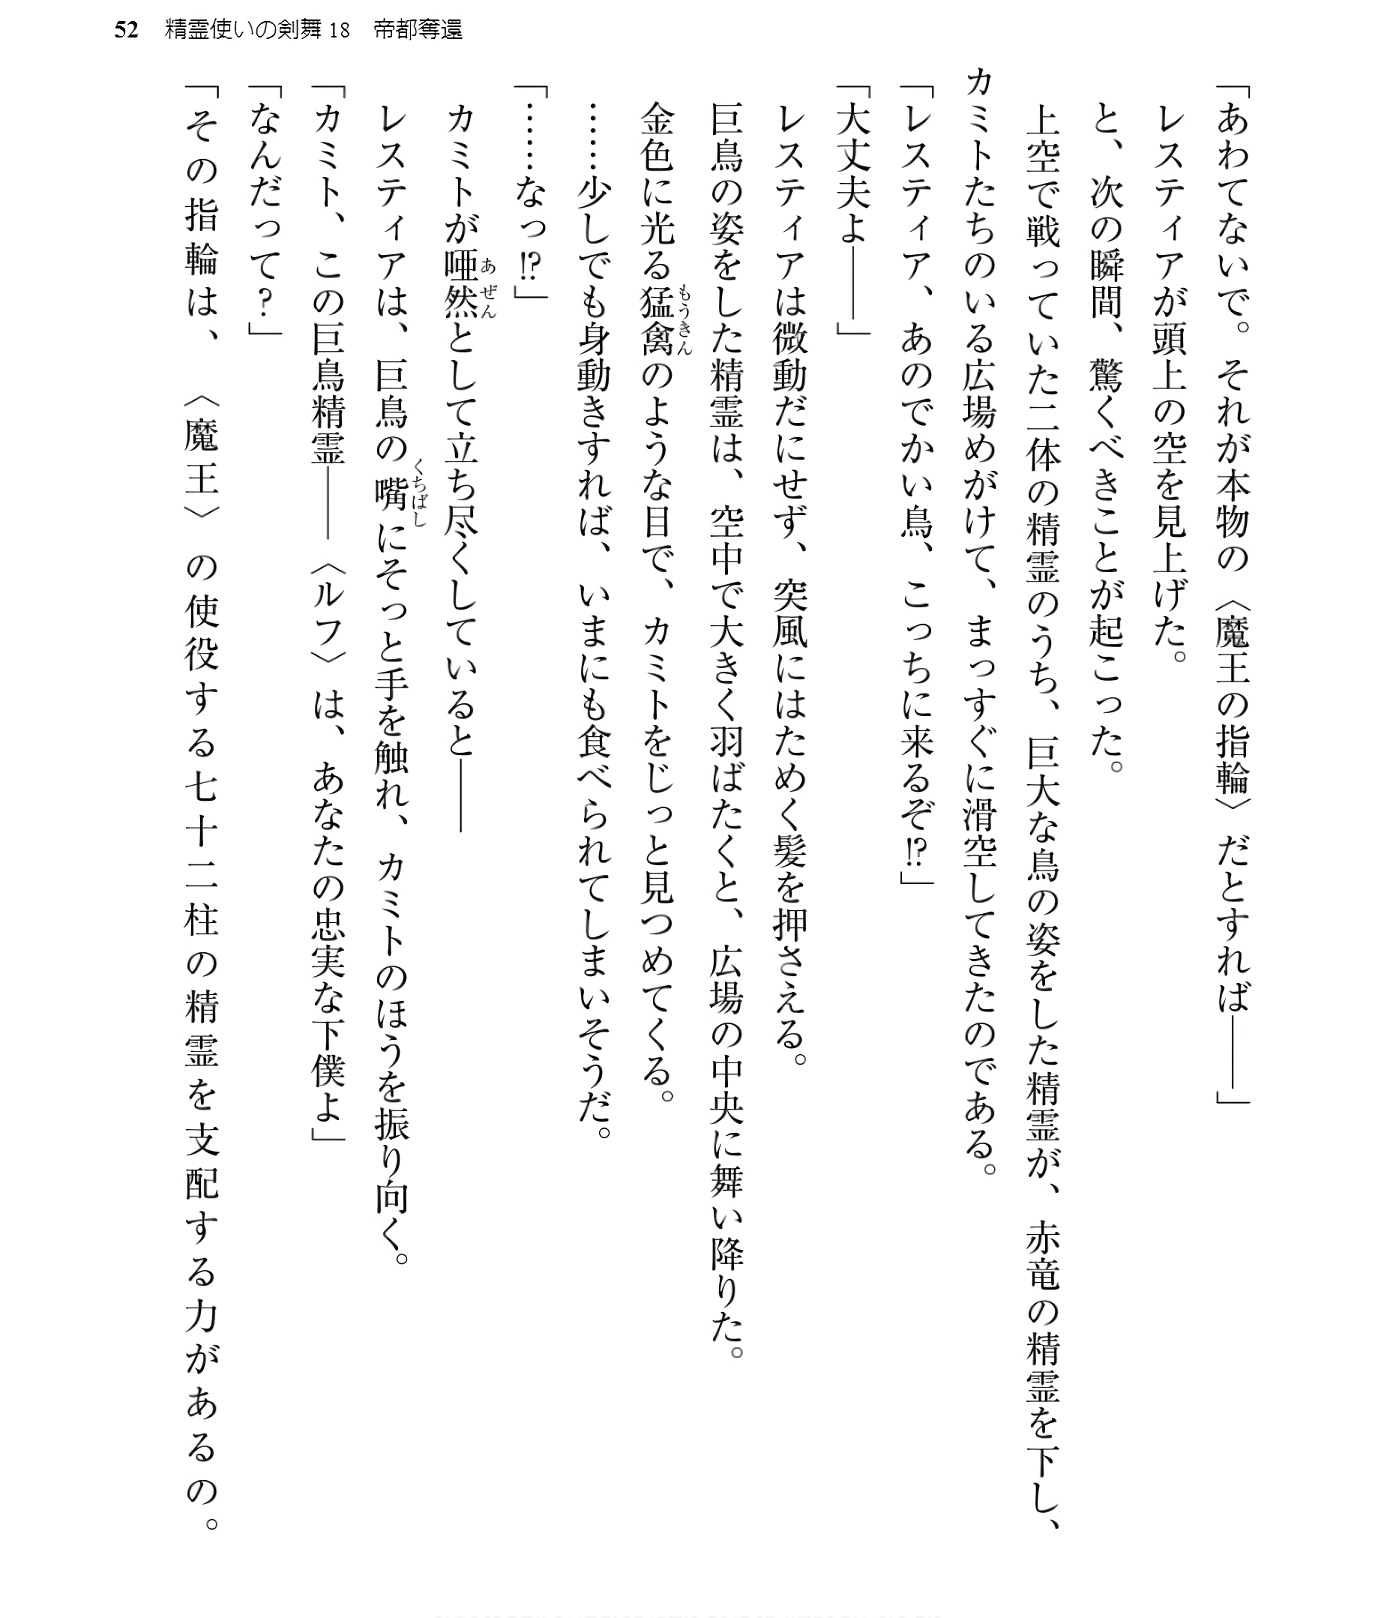 52 精霊使いの剣舞18 帝都奪還
「あわてないで。それが本物の〈魔王の指輪〉だとすれば――」
レスティアが頭上の空を見上げた。
と、次の瞬間、驚くべきことが起こった。
上空で戦っていた二体の精霊のうち、巨大な鳥の姿をした精霊が、赤竜の精霊を下し、
カミトたちのいる広場めがけて、まっすぐに滑空してきたのである。
「レスティア、あのでかい鳥、こっちに来るぞ!?」
「大丈夫よ――」
レスティアは微動だにせず、突風にはためく髪を押さえる。
巨鳥の姿をした精霊は、空中で大きく羽ばたくと、広場の中央に舞い降りた。
金色に光る猛禽のような目で、カミトをじっと見つめてくる。
……少しでも身動きすれば、いまにも食べられてしまいそうだ。
「……なっ!?」
カミトが唖然として立ち尽くしていると――
レスティアは、巨鳥の嘴にそっと手を触れ、カミトのほうを振り向く。
「カミト、この巨鳥精霊――〈ルフ〉は、あなたの忠実な下僕よ」
「なんだって?」
「その指輪は、〈魔王〉の使役する七十二柱の精霊を支配する力があるの。